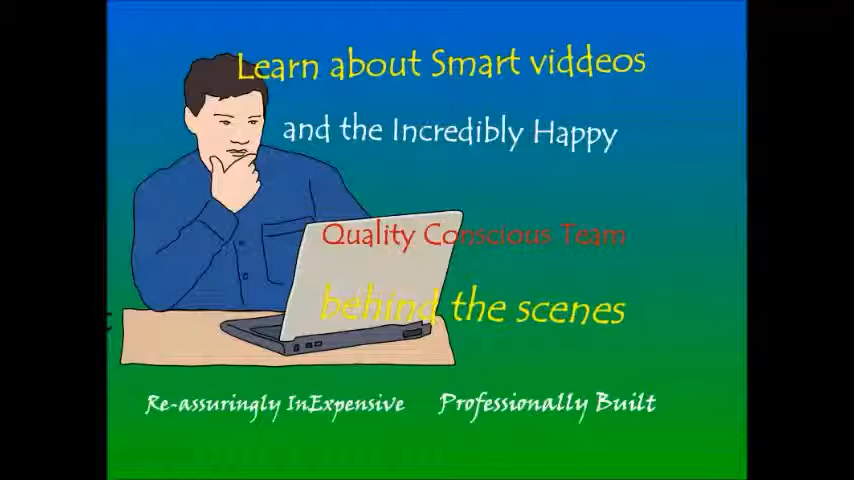 Learn about Smart viddeos
and the Incredibly Happy
Quality Conscious Team
behind the scenes
Re-assuringly InExpensive Professionally Built